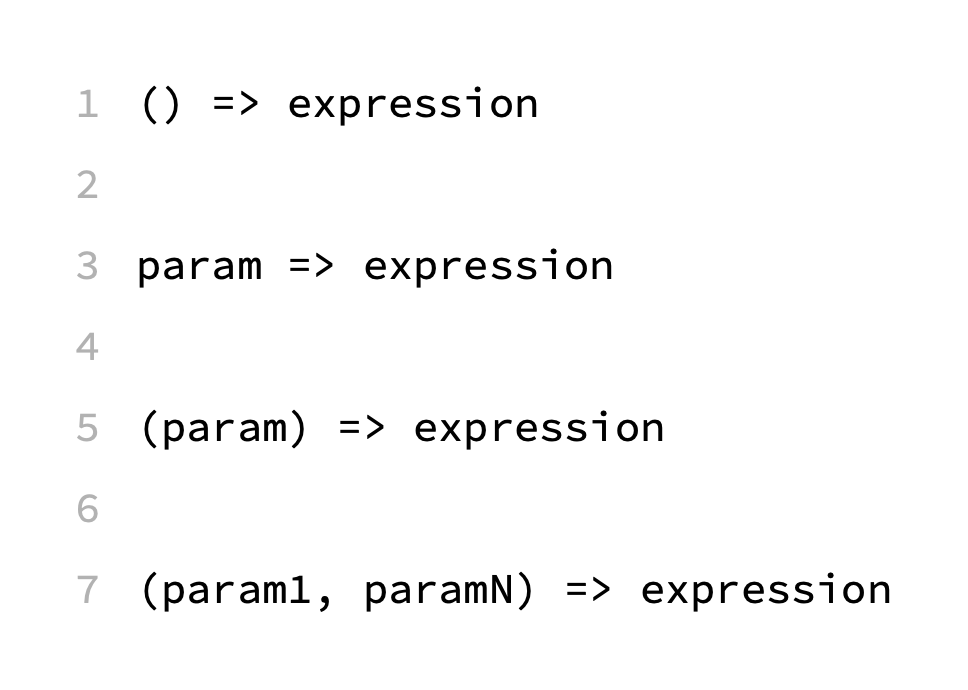 1 () => expression
2
3 param => expression
4
5 (param) => expression
6
7 (param1, paramN) => expression